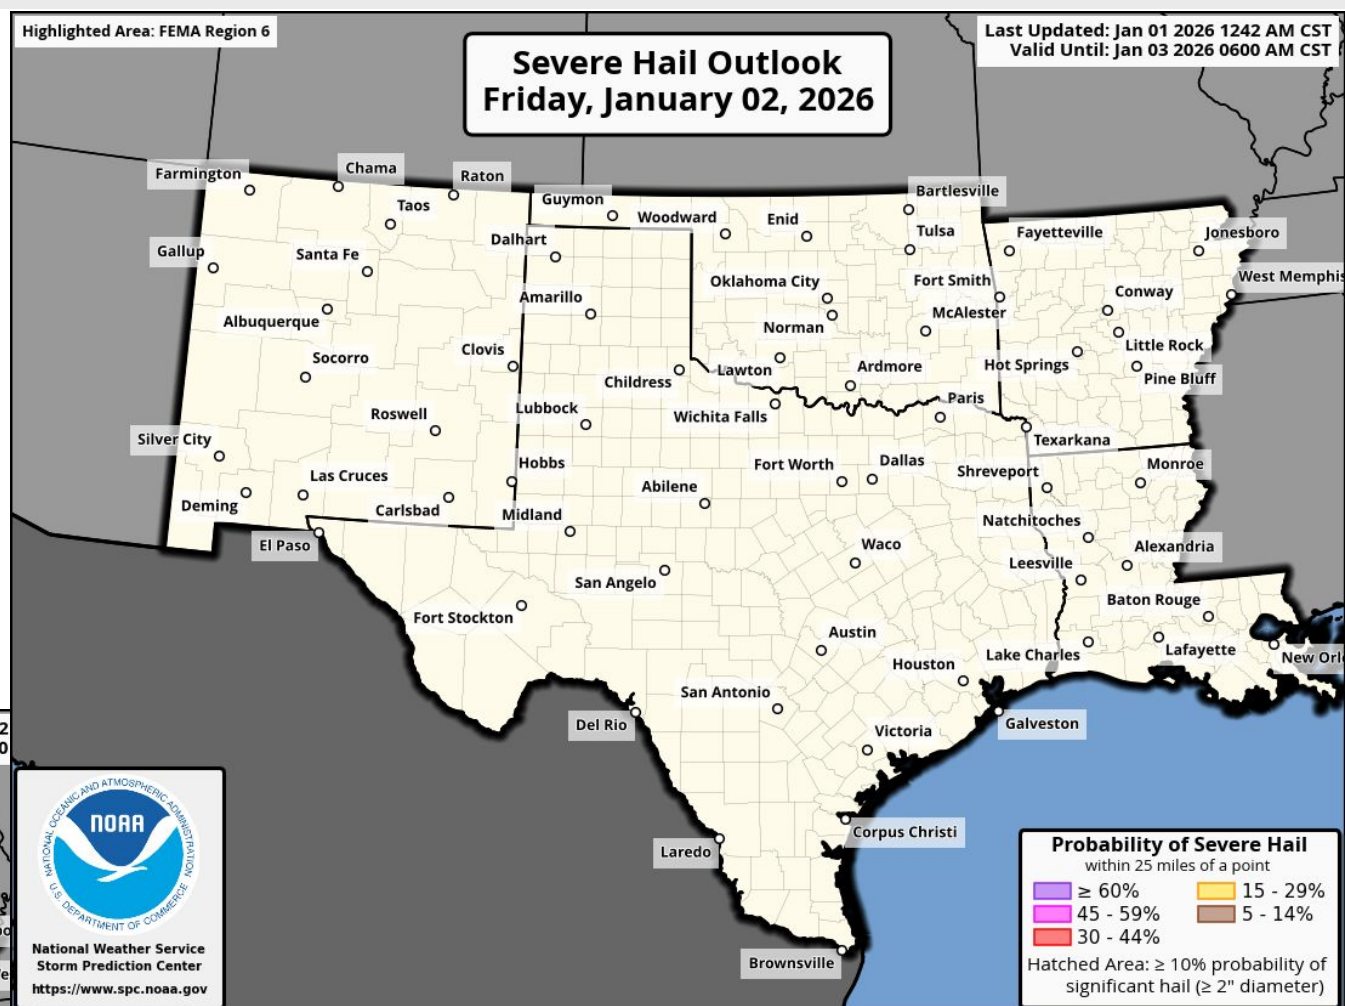 Highlighted Area: FEMA Region 6
Last Updated: Jan 01 2026 1242 AM CST
Valid Until: Jan 03 2026 0600 AM CST
Severe Hail Outlook
Friday, January 02, 2026
Farmington
Chama
Raton
Taos
Guymon
Woodward
Enid
Bartlesville
Tulsa
Fayetteville
Jonesboro
Gallup
Santa Fe
Dalhart
Oklahoma City
Fort Smith
West Memphis
Albuquerque
Amarillo
Norman
McAlester
Conway
Little Rock
Socorro
Clovis
Childress
Lawton
Ardmore
Hot Springs
Pine Bluff
Roswell
Lubbock
Wichita Falls
Paris
Texarkana
Silver City
Las Cruces
Hobbs
Abilene
Fort Worth
Dallas
Shreveport
Monroe
Deming
Carlsbad
Midland
Natchitoches
El Paso
San Angelo
Waco
Leesville
Alexandria
Fort Stockton
Austin
Baton Rouge
Houston
Lake Charles
Lafayette
New Orl
San Antonio
Del Rio
Victoria
Galveston
Laredo
Corpus Christi
Brownsville
2
0
NATIONAL OCEANIC AND ATMOSPHERIC ADMINISTRATION
NOAA
U.S. DEPARTMENT OF COMMERCE
National Weather Service
Storm Prediction Center
https://www.spc.noaa.gov
Probability of Severe Hail
within 25 miles of a point
≥ 60%
15 - 29%
45 - 59%
5 - 14%
30 - 44%
Hatched Area: ≥ 10% probability of
significant hail (≥ 2" diameter)